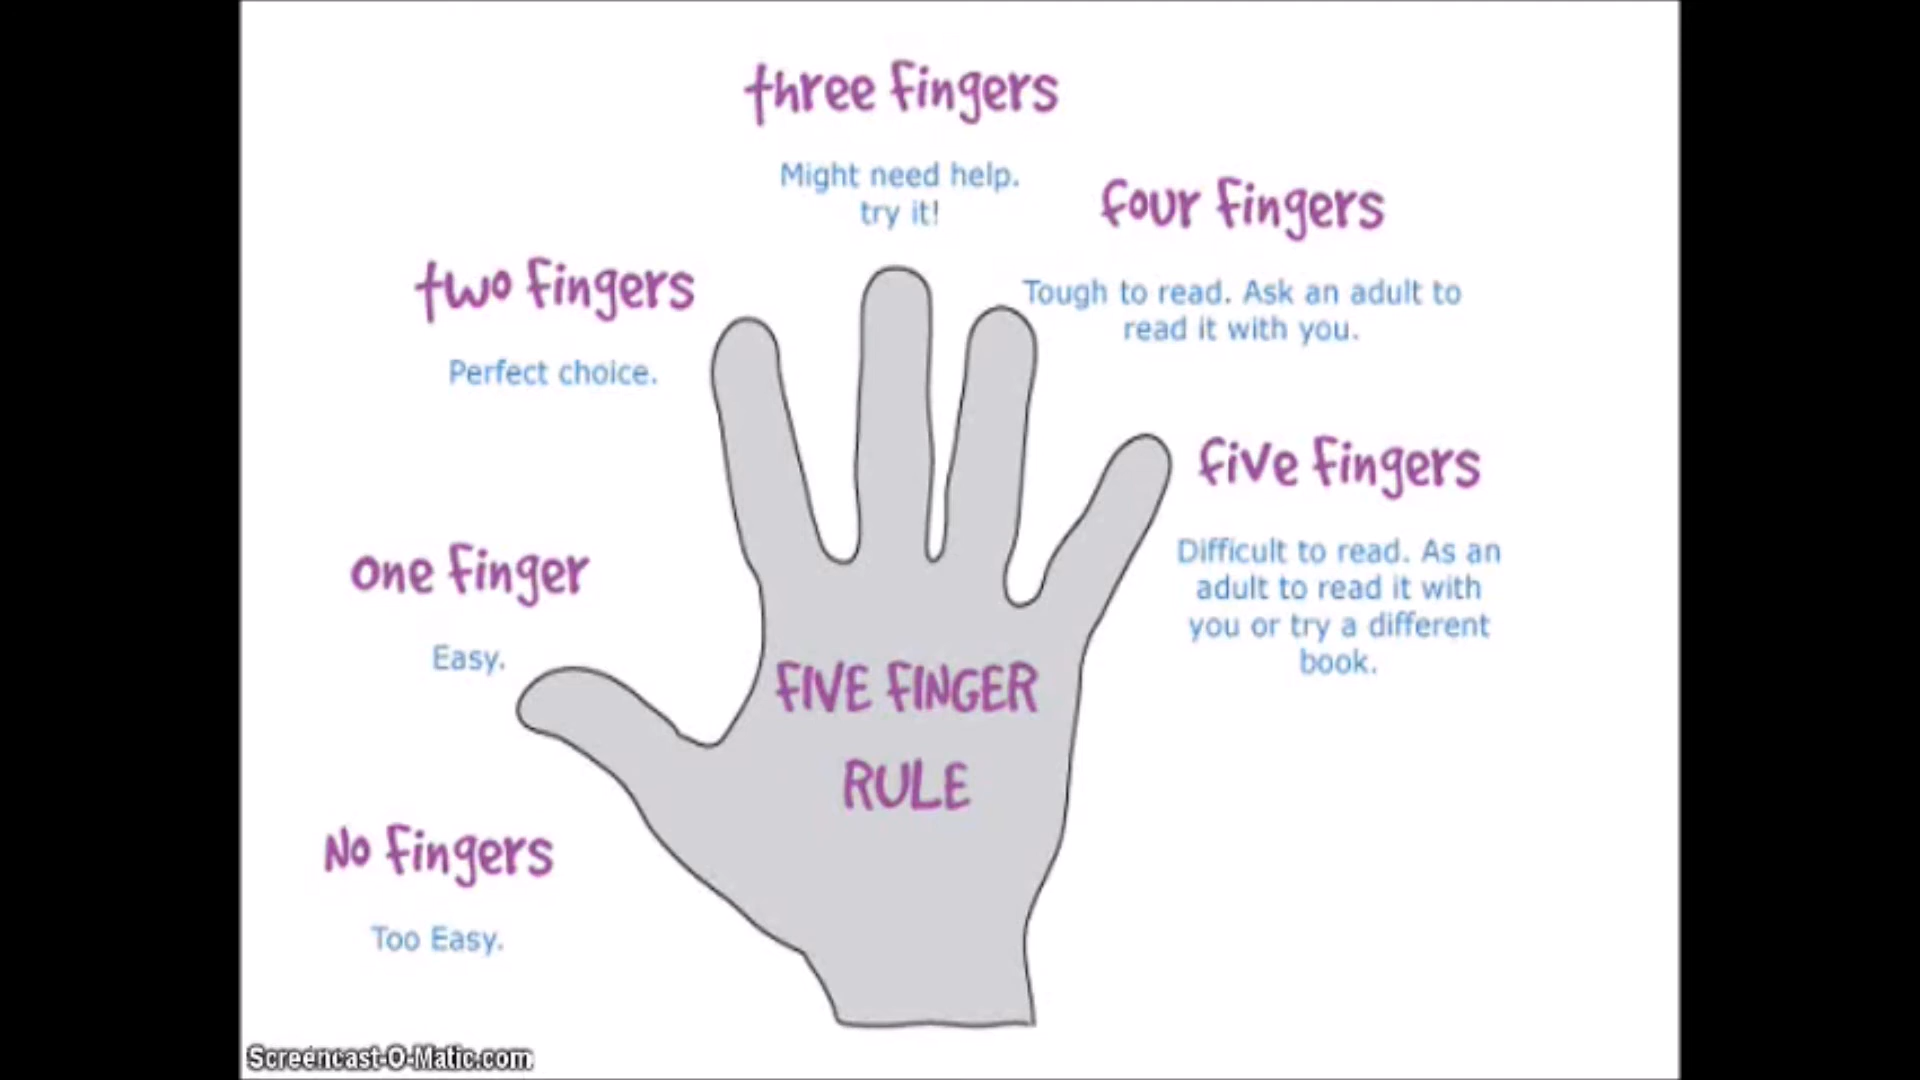 three fingers
Might need help.
try it!
four fingers
Tough to read. Ask an adult to
read it with you.
two fingers
Perfect choice.
five fingers
Difficult to read. As an
adult to read it with
you or try a different
book.
one finger
Easy.
FIVE FINGER
RULE
No fingers
Too Easy.
Screencast-O-Matic.com